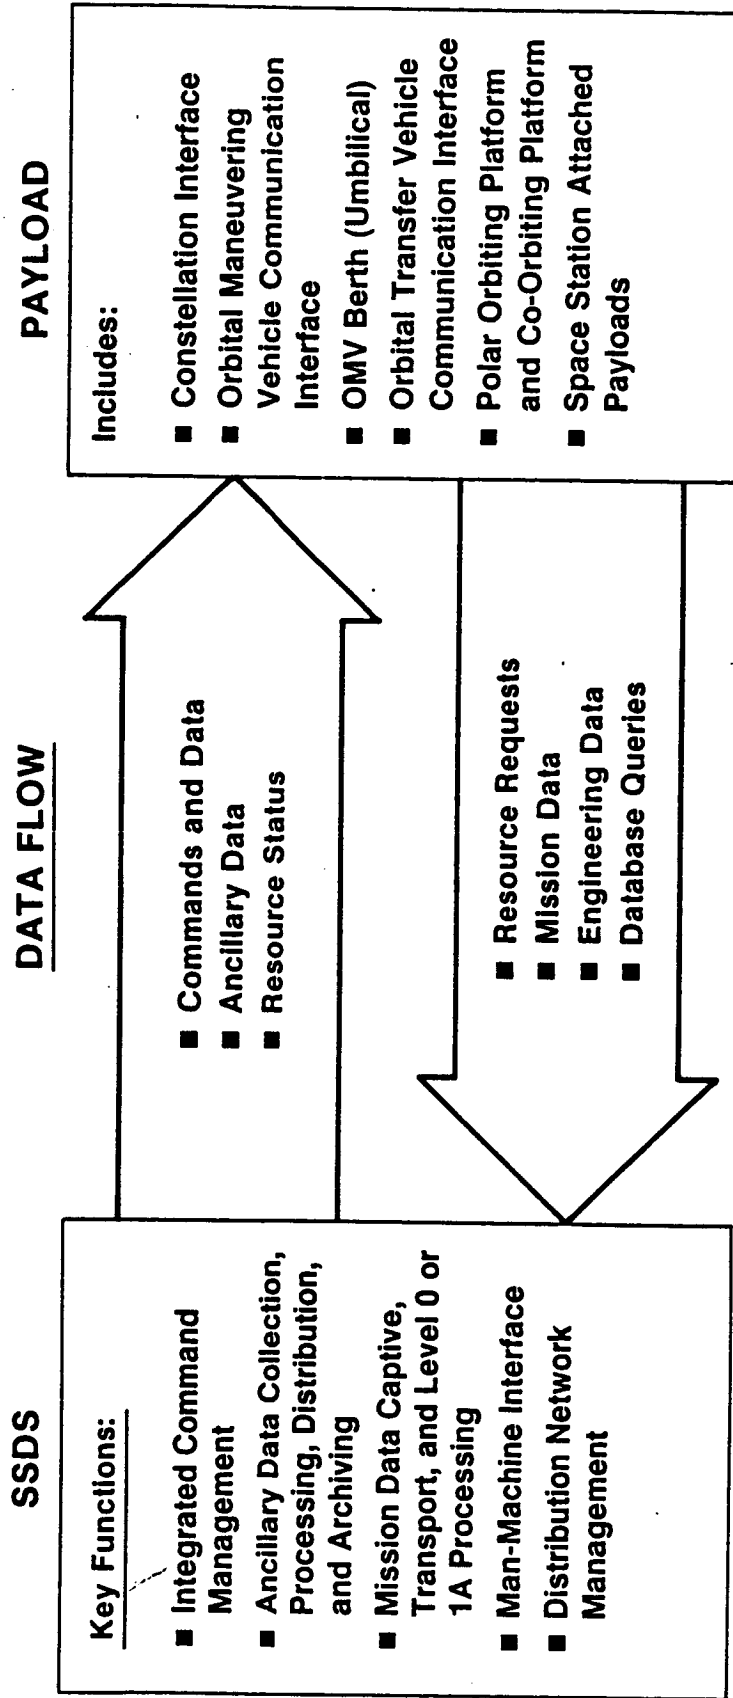 SSDS
Key Functions:
■ Integrated Command
Management
■ Ancillary Data Collection,
Processing, Distribution,
and Archiving
■ Mission Data Captive,
Transport, and Level 0 or
1A Processing
■ Man-Machine Interface
■ Distribution Network
Management
DATA FLOW
■ Commands and Data
■ Ancillary Data
■ Resource Status
■ Resource Requests
■ Mission Data
■ Engineering Data
■ Database Queries
PAYLOAD
Includes:
■ Constellation Interface
■ Orbital Maneuvering
Vehicle Communication
Interface
■ OMV Berth (Umbilical)
■ Orbital Transfer Vehicle
Communication Interface
■ Polar Orbiting Platform
and Co-Orbiting Platform
■ Space Station Attached
Payloads